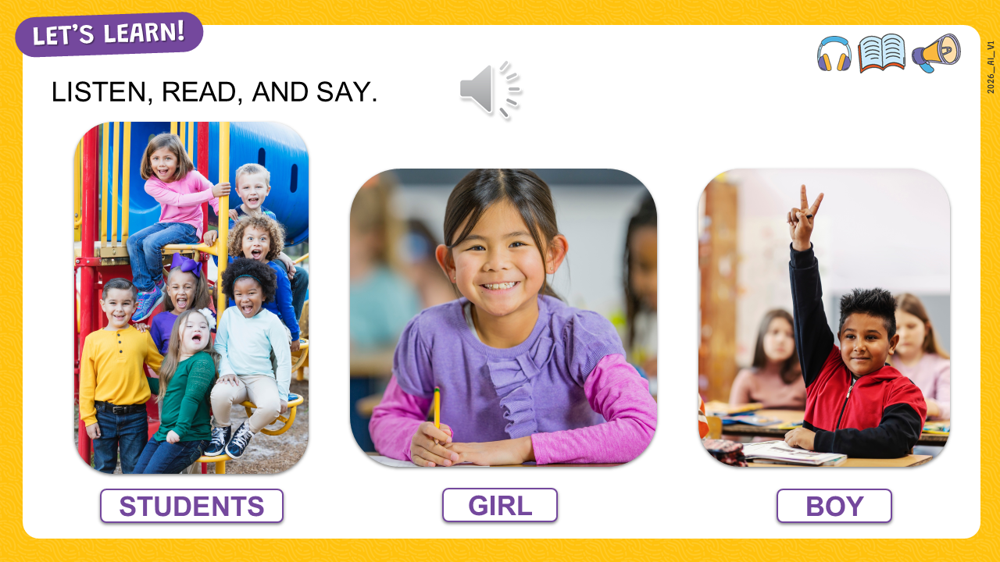 LET'S LEARN!
2026_AI_V1
LISTEN, READ, AND SAY.
STUDENTS
GIRL
BOY